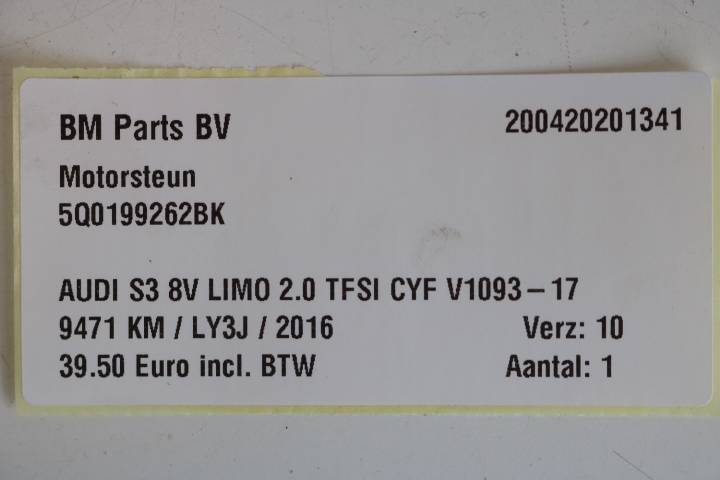 BM Parts BV 200420201341
Motorsteun
5Q0199262BK
AUDI S3 8V LIMO 2.0 TFSI CYF V1093-17
9471 KM / LY3J / 2016 Verz: 10
39.50 Euro incl. BTW Aantal: 1